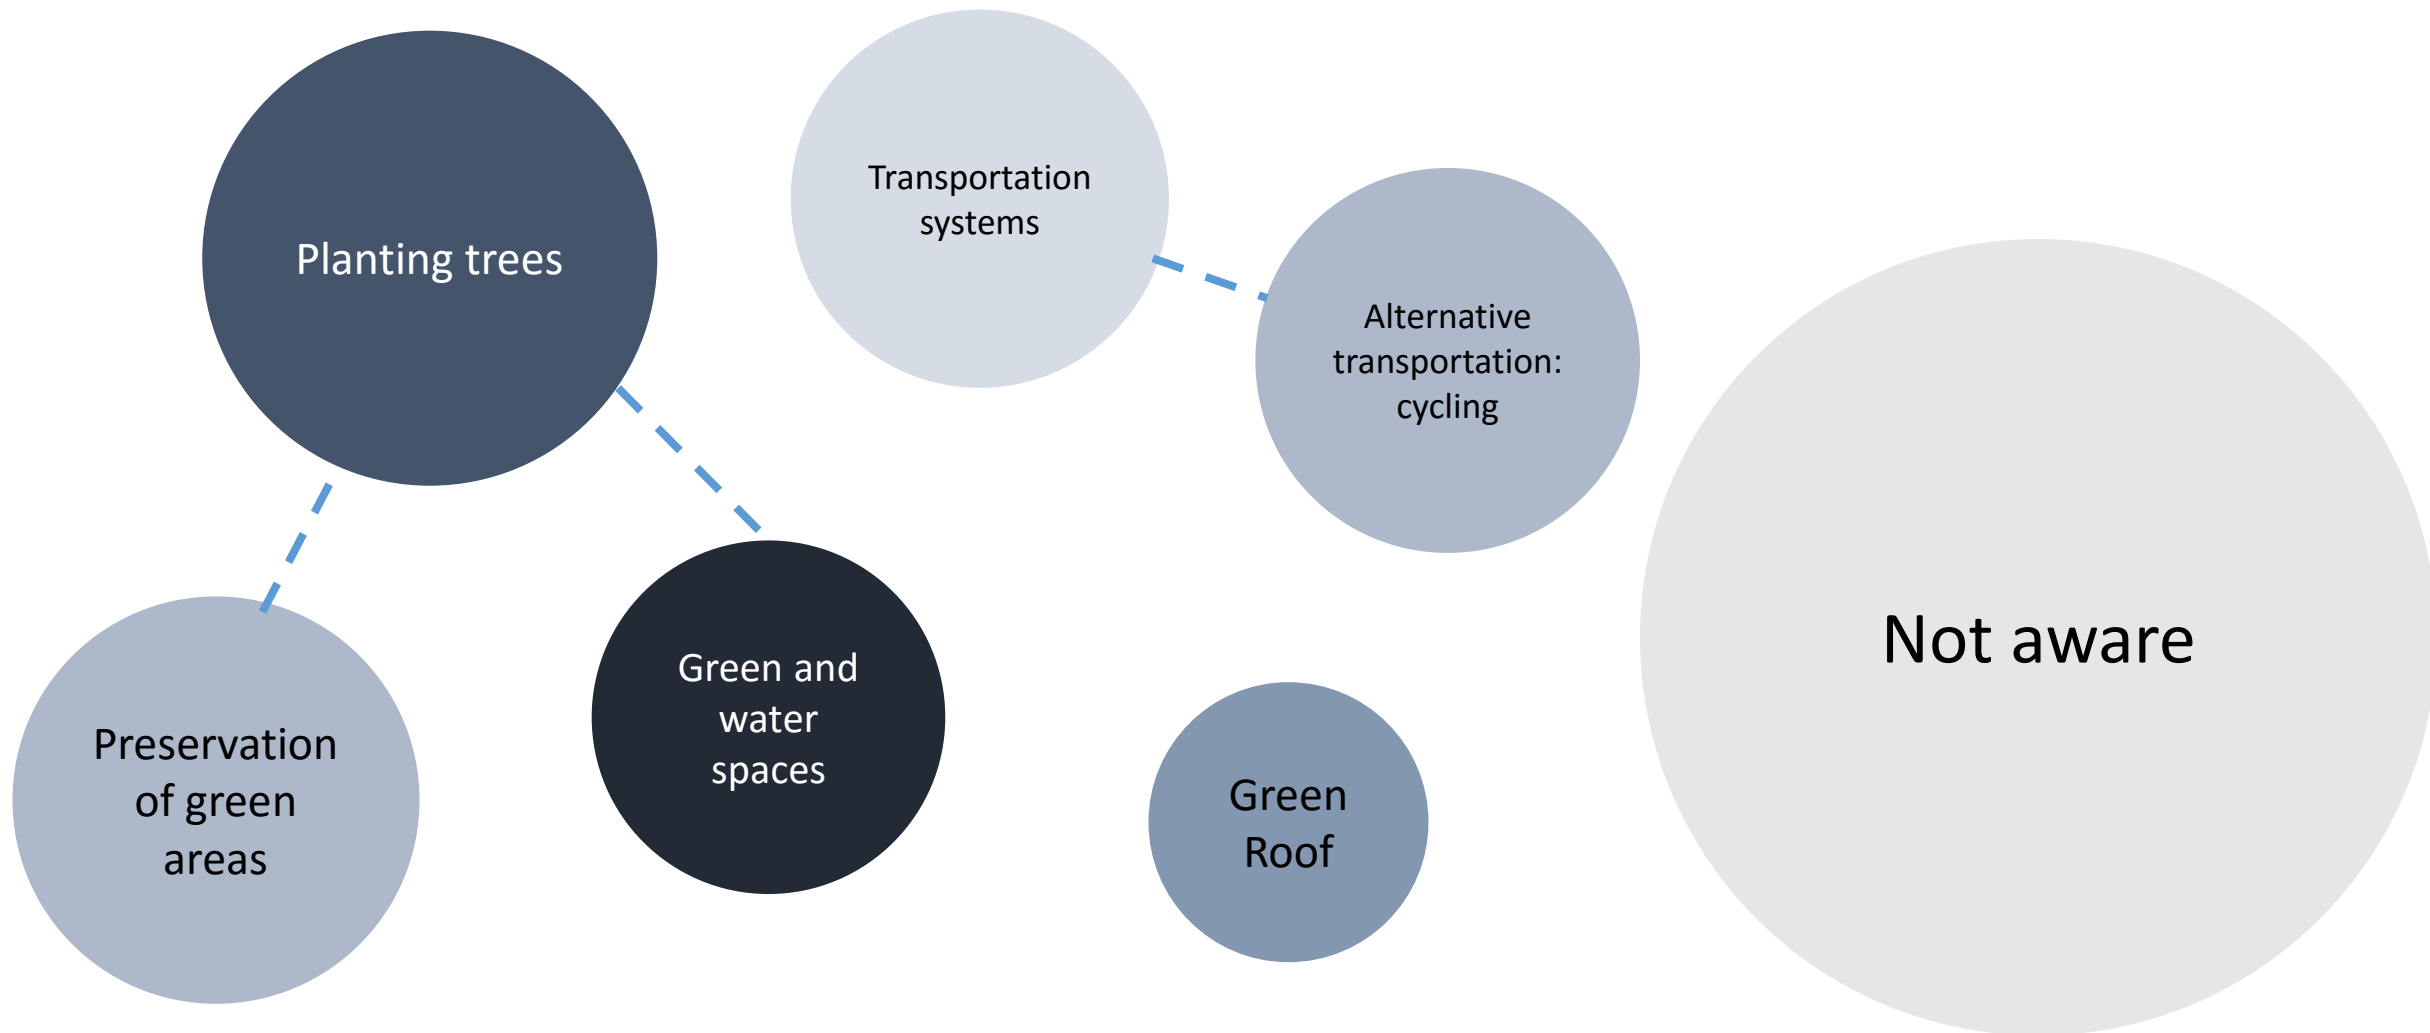 Planting trees
Transportation
systems
Alternative
transportation:
cycling
Not aware
Green and
water
spaces
Preservation
of green
areas
Green
Roof